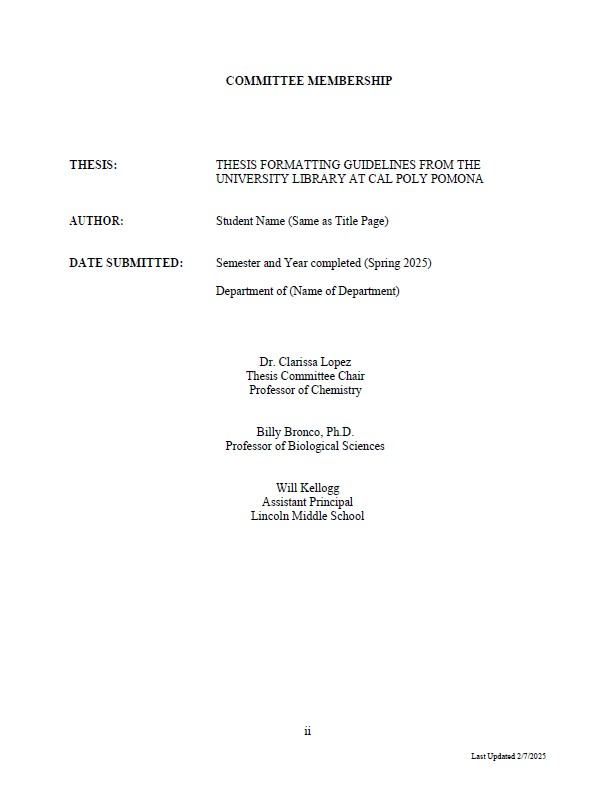 COMMITTEE MEMBERSHIP
THESIS: THESIS FORMATTING GUIDELINES FROM THE
UNIVERSITY LIBRARY AT CAL POLY POMONA
AUTHOR: Student Name (Same as Title Page)
DATE SUBMITTED: Semester and Year completed (Spring 2025)
Department of (Name of Department)
Dr. Clarissa Lopez
Thesis Committee Chair
Professor of Chemistry
Billy Bronco, Ph.D.
Professor of Biological Sciences
Will Kellogg
Assistant Principal
Lincoln Middle School
ii
Last Updated 2/7/2025